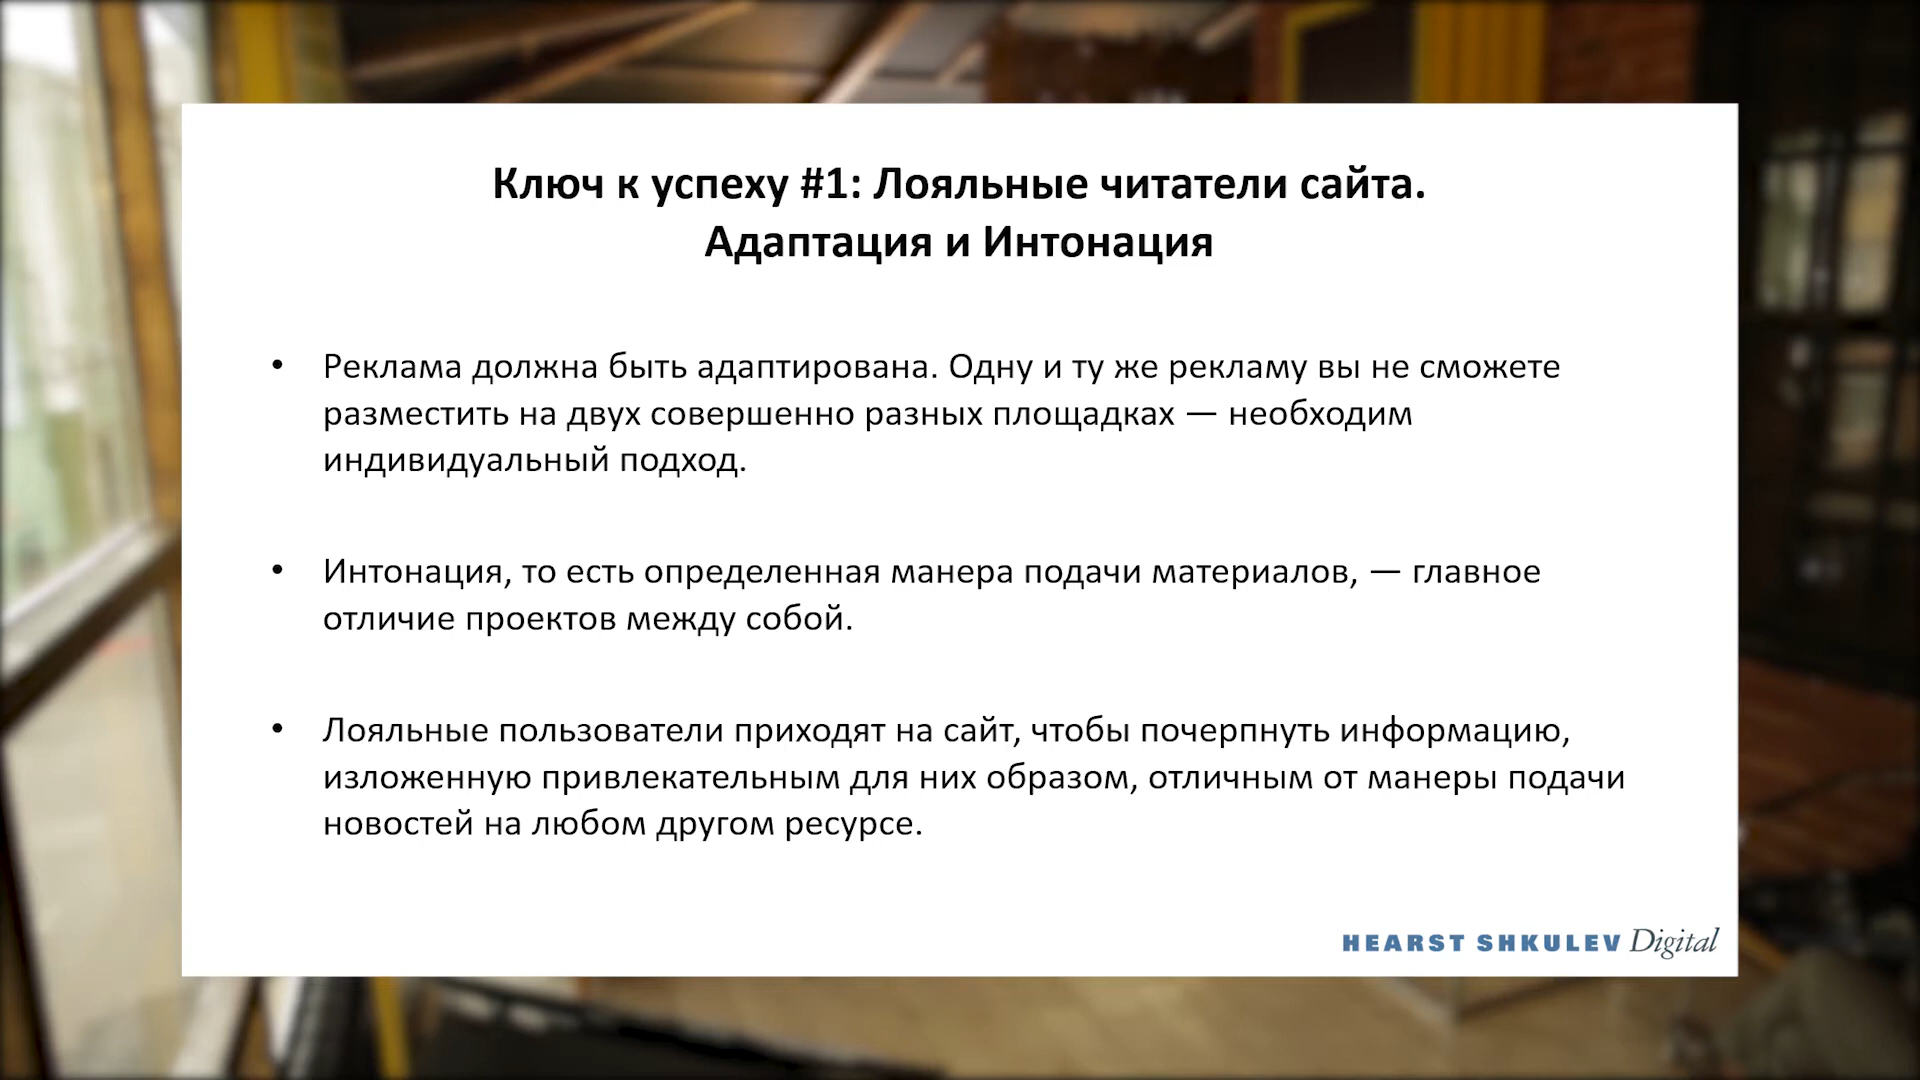 Ключ к успеху #1: Лояльные читатели сайта.
Адаптация и Интонация
• Реклама должна быть адаптирована. Одну и ту же рекламу вы не сможете
разместить на двух совершенно разных площадках — необходим
индивидуальный подход.
• Интонация, то есть определенная манера подачи материалов, — главное
отличие проектов между собой.
• Лояльные пользователи приходят на сайт, чтобы почерпнуть информацию,
изложенную привлекательным для них образом, отличным от манеры подачи
новостей на любом другом ресурсе.
HEARST SHKULEV Digital